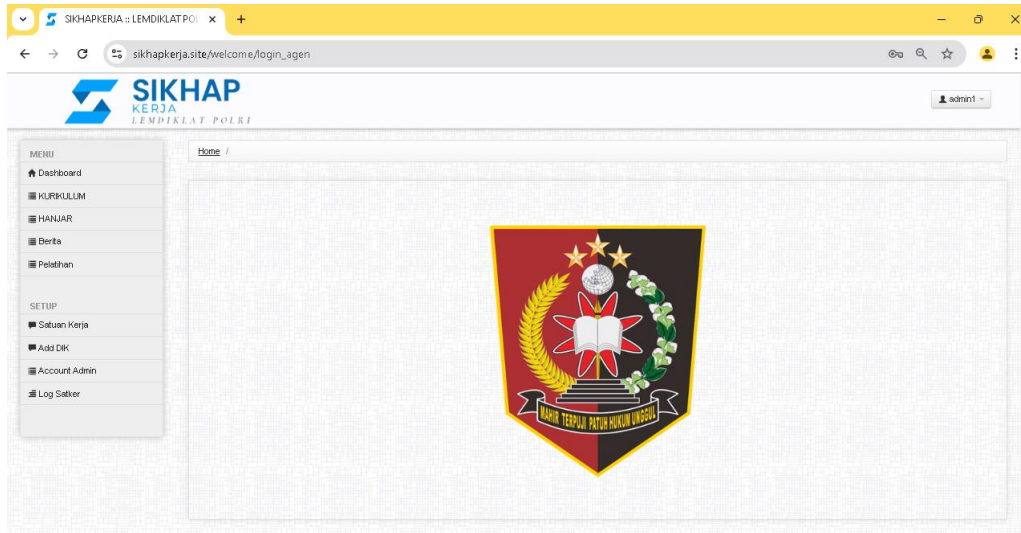 SIKHAPKERJA :: LEMDIKLAT POL
sikhapkerja.site/welcome/login_agen
SIKHAP
KERJA
LEMDIKLAT POLRI
admin1
MENU
Dashboard
KURIKULUM
HANJAR
Berita
Pelatihan
SETUP
Satuan Kerja
Add DIK
Account Admin
Log Satker
Home /
MAHIR TERPUJI PATUH HUKUM UNGGUL